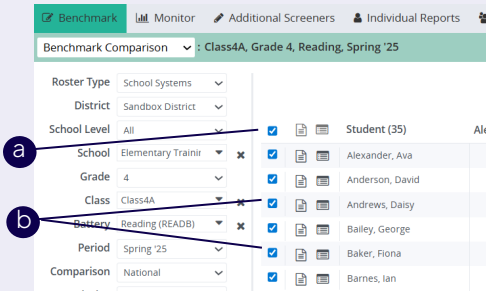 Benchmark Monitor Additional Screeners Individual Reports
Benchmark Comparison : Class4A, Grade 4, Reading, Spring '25
Roster Type School Systems
District Sandbox District
School Level All
Student (35)
a
School Elementary Trainin
Alexander, Ava
Grade 4
Anderson, David
Class Class4A
Andrews, Daisy
b
Battery Reading (READB)
Bailey, George
Period Spring '25
Baker, Fiona
Comparison National
Barnes, Ian